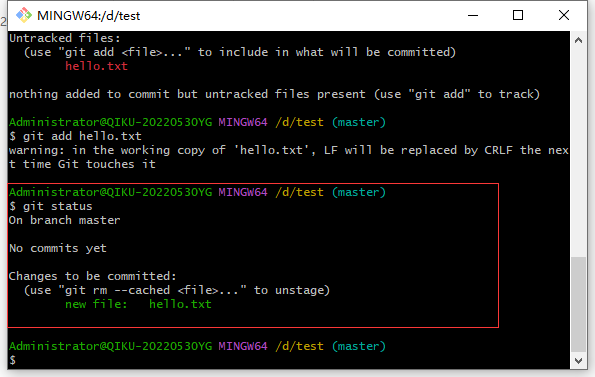 MINGW64:/d/test
Untracked files:
  (use "git add <file>..." to include in what will be committed)
        hello.txt

nothing added to commit but untracked files present (use "git add" to track)

Administrator@QIKU-20220530YG MINGW64 /d/test (master)
$ git add hello.txt
warning: in the working copy of 'hello.txt', LF will be replaced by CRLF the nex
t time Git touches it

Administrator@QIKU-20220530YG MINGW64 /d/test (master)
$ git status
On branch master

No commits yet

Changes to be committed:
  (use "git rm --cached <file>..." to unstage)
        new file:   hello.txt

Administrator@QIKU-20220530YG MINGW64 /d/test (master)
$